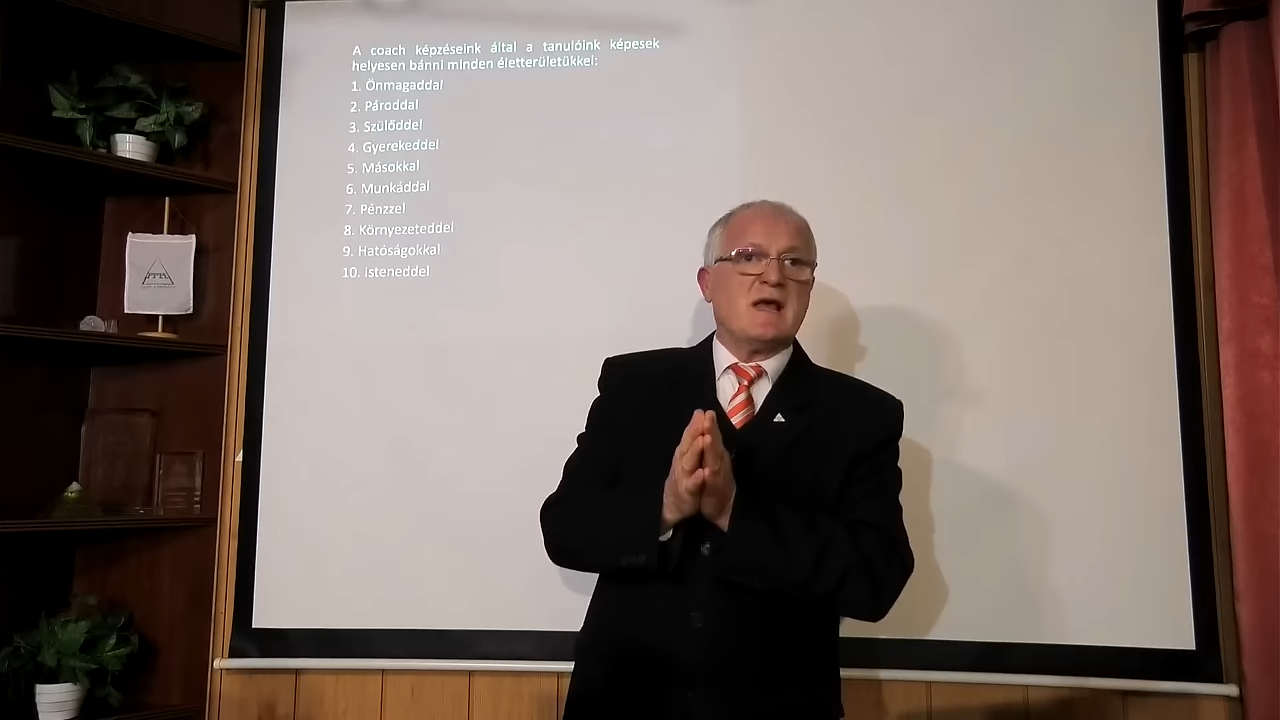 A coach képzéseink által a tanulóink képesek
helyesen bánni minden életterületükkel:
1. Önmagaddal
2. Pároddal
3. Szülőddel
4. Gyerekeddel
5. Másokkal
6. Munkáddal
7. Pénzzel
8. Környezeteddel
9. Hatóságokkal
10. Isteneddel